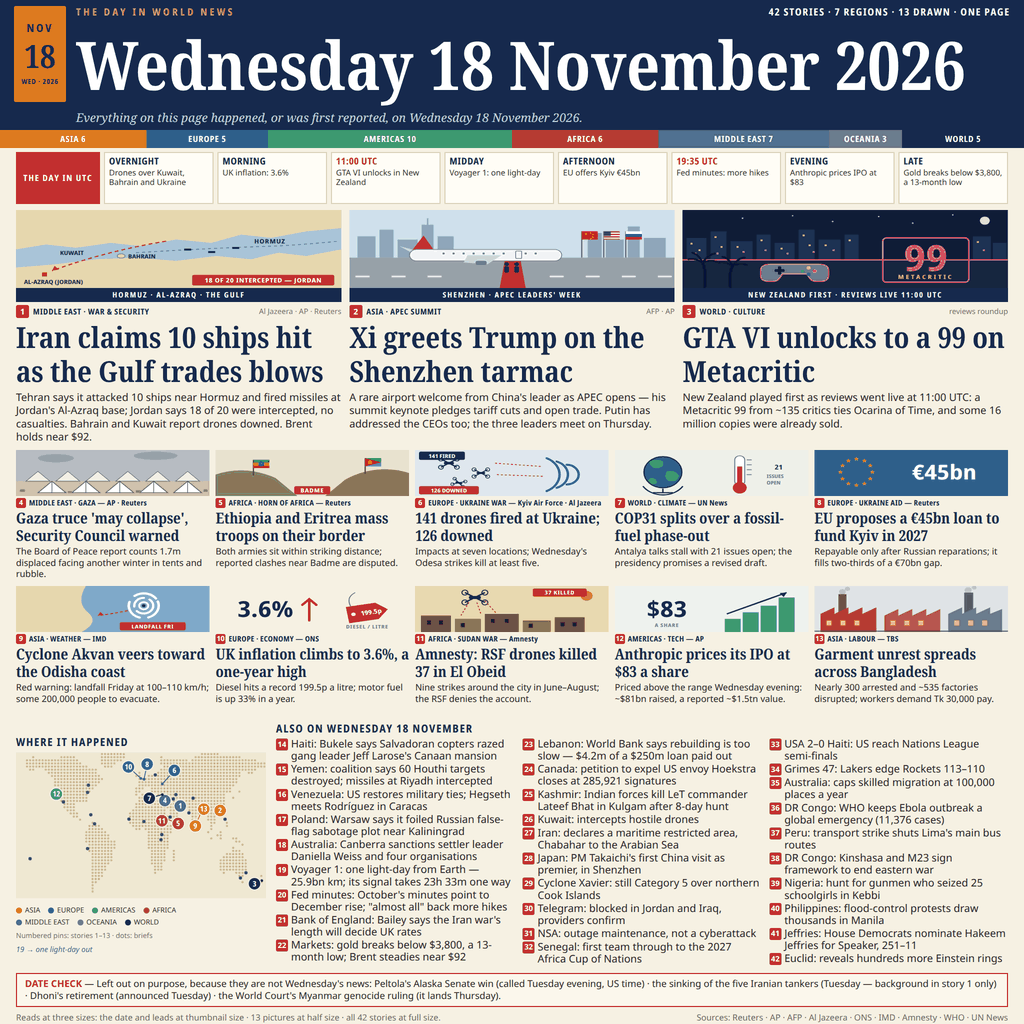 NOV
18
WED · 2026
THE DAY IN WORLD NEWS
42 STORIES · 7 REGIONS · 13 DRAWN · ONE PAGE
Wednesday 18 November 2026
Everything on this page happened, or was first reported, on Wednesday 18 November 2026.
ASIA 6
EUROPE 5
AMERICAS 10
AFRICA 6
MIDDLE EAST 7
OCEANIA 3
WORLD 5
THE DAY IN UTC
OVERNIGHT
Drones over Kuwait,
Bahrain and Ukraine
MORNING
UK inflation: 3.6%
11:00 UTC
GTA VI unlocks in New
Zealand
MIDDAY
Voyager 1: one light-day
AFTERNOON
EU offers Kyiv €45bn
19:35 UTC
Fed minutes: more hikes
EVENING
Anthropic prices IPO at
$83
LATE
Gold breaks below $3,800,
a 13-month low
KUWAIT
BAHRAIN
HORMUZ
AL-AZRAQ (JORDAN)
18 OF 20 INTERCEPTED — JORDAN
HORMUZ · AL-AZRAQ · THE GULF
1 MIDDLE EAST · WAR & SECURITY
Al Jazeera · AP · Reuters
Iran claims 10 ships hit
as the Gulf trades blows
Tehran says it attacked 10 ships near Hormuz and fired missiles at
Jordan's Al-Azraq base; Jordan says 18 of 20 were intercepted, no
casualties. Bahrain and Kuwait report drones downed. Brent
holds near $92.
SHENZHEN · APEC LEADERS' WEEK
2 ASIA · APEC SUMMIT
AFP · AP
Xi greets Trump on the
Shenzhen tarmac
A rare airport welcome from China's leader as APEC opens — his
summit keynote pledges tariff cuts and open trade. Putin has
addressed the CEOs too; the three leaders meet on Thursday.
99
METACRITIC
NEW ZEALAND FIRST · REVIEWS LIVE 11:00 UTC
3 WORLD · CULTURE
reviews roundup
GTA VI unlocks to a 99 on
Metacritic
New Zealand played first as reviews went live at 11:00 UTC: a
Metacritic 99 from ~135 critics ties Ocarina of Time, and some 16
million copies were already sold.
4 MIDDLE EAST · GAZA — AP · Reuters
Gaza truce 'may collapse',
Security Council warned
The Board of Peace report counts 1.7m
displaced facing another winter in tents and
rubble.
BADME
5 AFRICA · HORN OF AFRICA — Reuters
Ethiopia and Eritrea mass
troops on their border
Both armies sit within striking distance;
reported clashes near Badme are disputed.
141 FIRED
126 DOWNED
6 EUROPE · UKRAINE WAR — Kyiv Air Force · Al Jazeera
141 drones fired at Ukraine;
126 downed
Impacts at seven locations; Wednesday's
Odesa strikes kill at least five.
21
ISSUES
OPEN
7 WORLD · CLIMATE — UN News
COP31 splits over a fossil-
fuel phase-out
Antalya talks stall with 21 issues open; the
presidency promises a revised draft.
€45bn
8 EUROPE · UKRAINE AID — Reuters
EU proposes a €45bn loan to
fund Kyiv in 2027
Repayable only after Russian reparations; it
fills two-thirds of a €70bn gap.
LANDFALL FRI
9 ASIA · WEATHER — IMD
Cyclone Akvan veers toward
the Odisha coast
Red warning: landfall Friday at 100–110 km/h;
some 200,000 people to evacuate.
3.6%
199.5p
DIESEL / LITRE
10 EUROPE · ECONOMY — ONS
UK inflation climbs to 3.6%, a
one-year high
Diesel hits a record 199.5p a litre; motor fuel
is up 33% in a year.
37 KILLED
11 AFRICA · SUDAN WAR — Amnesty
Amnesty: RSF drones killed
37 in El Obeid
Nine strikes around the city in June–August;
the RSF denies the account.
$83
A SHARE
12 AMERICAS · TECH — AP
Anthropic prices its IPO at
$83 a share
Priced above the range Wednesday evening:
~$81bn raised, a reported ~$1.5tn value.
13 ASIA · LABOUR — TBS
Garment unrest spreads
across Bangladesh
Nearly 300 arrested and ~535 factories
disrupted; workers demand Tk 30,000 pay.
WHERE IT HAPPENED
10
8
6
12
7
4
1
13
2
11
5
9
3
ASIA
EUROPE
AMERICAS
AFRICA
MIDDLE EAST
OCEANIA
WORLD
Numbered pins: stories 1–13 · dots: briefs
19 → one light-day out
ALSO ON WEDNESDAY 18 NOVEMBER
14 Haiti: Bukele says Salvadoran copters razed
gang leader Jeff Larose's Canaan mansion
15 Yemen: coalition says 60 Houthi targets
destroyed; missiles at Riyadh intercepted
16 Venezuela: US restores military ties; Hegseth
meets Rodríguez in Caracas
17 Poland: Warsaw says it foiled Russian false-
flag sabotage plot near Kaliningrad
18 Australia: Canberra sanctions settler leader
Daniella Weiss and four organisations
19 Voyager 1: one light-day from Earth —
25.9bn km; its signal takes 23h 33m one way
20 Fed minutes: October's minutes point to
December rise; "almost all" back more hikes
21 Bank of England: Bailey says the Iran war's
length will decide UK rates
22 Markets: gold breaks below $3,800, a 13-
month low; Brent steadies near $92
23 Lebanon: World Bank says rebuilding is too
slow — $4.2m of a $250m loan paid out
24 Canada: petition to expel US envoy Hoekstra
closes at 285,921 signatures
25 Kashmir: Indian forces kill LeT commander
Lateef Bhat in Kulgam after 8-day hunt
26 Kuwait: intercepts hostile drones
27 Iran: declares a maritime restricted area,
Chabahar to the Arabian Sea
28 Japan: PM Takaichi's first China visit as
premier, in Shenzhen
29 Cyclone Xavier: still Category 5 over northern
Cook Islands
30 Telegram: blocked in Jordan and Iraq,
providers confirm
31 NSA: outage maintenance, not a cyberattack
32 Senegal: first team through to the 2027
Africa Cup of Nations
33 USA 2–0 Haiti: US reach Nations League
semi-finals
34 Grimes 47: Lakers edge Rockets 113–110
35 Australia: caps skilled migration at 100,000
places a year
36 DR Congo: WHO keeps Ebola outbreak a
global emergency (11,376 cases)
37 Peru: transport strike shuts Lima's main bus
routes
38 DR Congo: Kinshasa and M23 sign
framework to end eastern war
39 Nigeria: hunt for gunmen who seized 25
schoolgirls in Kebbi
40 Philippines: flood-control protests draw
thousands in Manila
41 Jeffries: House Democrats nominate Hakeem
Jeffries for Speaker, 251–11
42 Euclid: reveals hundreds more Einstein rings
DATE CHECK — Left out on purpose, because they are not Wednesday's news: Peltola's Alaska Senate win (called Tuesday evening, US time) · the sinking of the five Iranian tankers (Tuesday — background in story 1 only)
· Dhoni's retirement (announced Tuesday) · the World Court's Myanmar genocide ruling (it lands Thursday).
Reads at three sizes: the date and leads at thumbnail size · 13 pictures at half size · all 42 stories at full size.
Sources: Reuters · AP · AFP · Al Jazeera · ONS · IMD · Amnesty · WHO · UN News